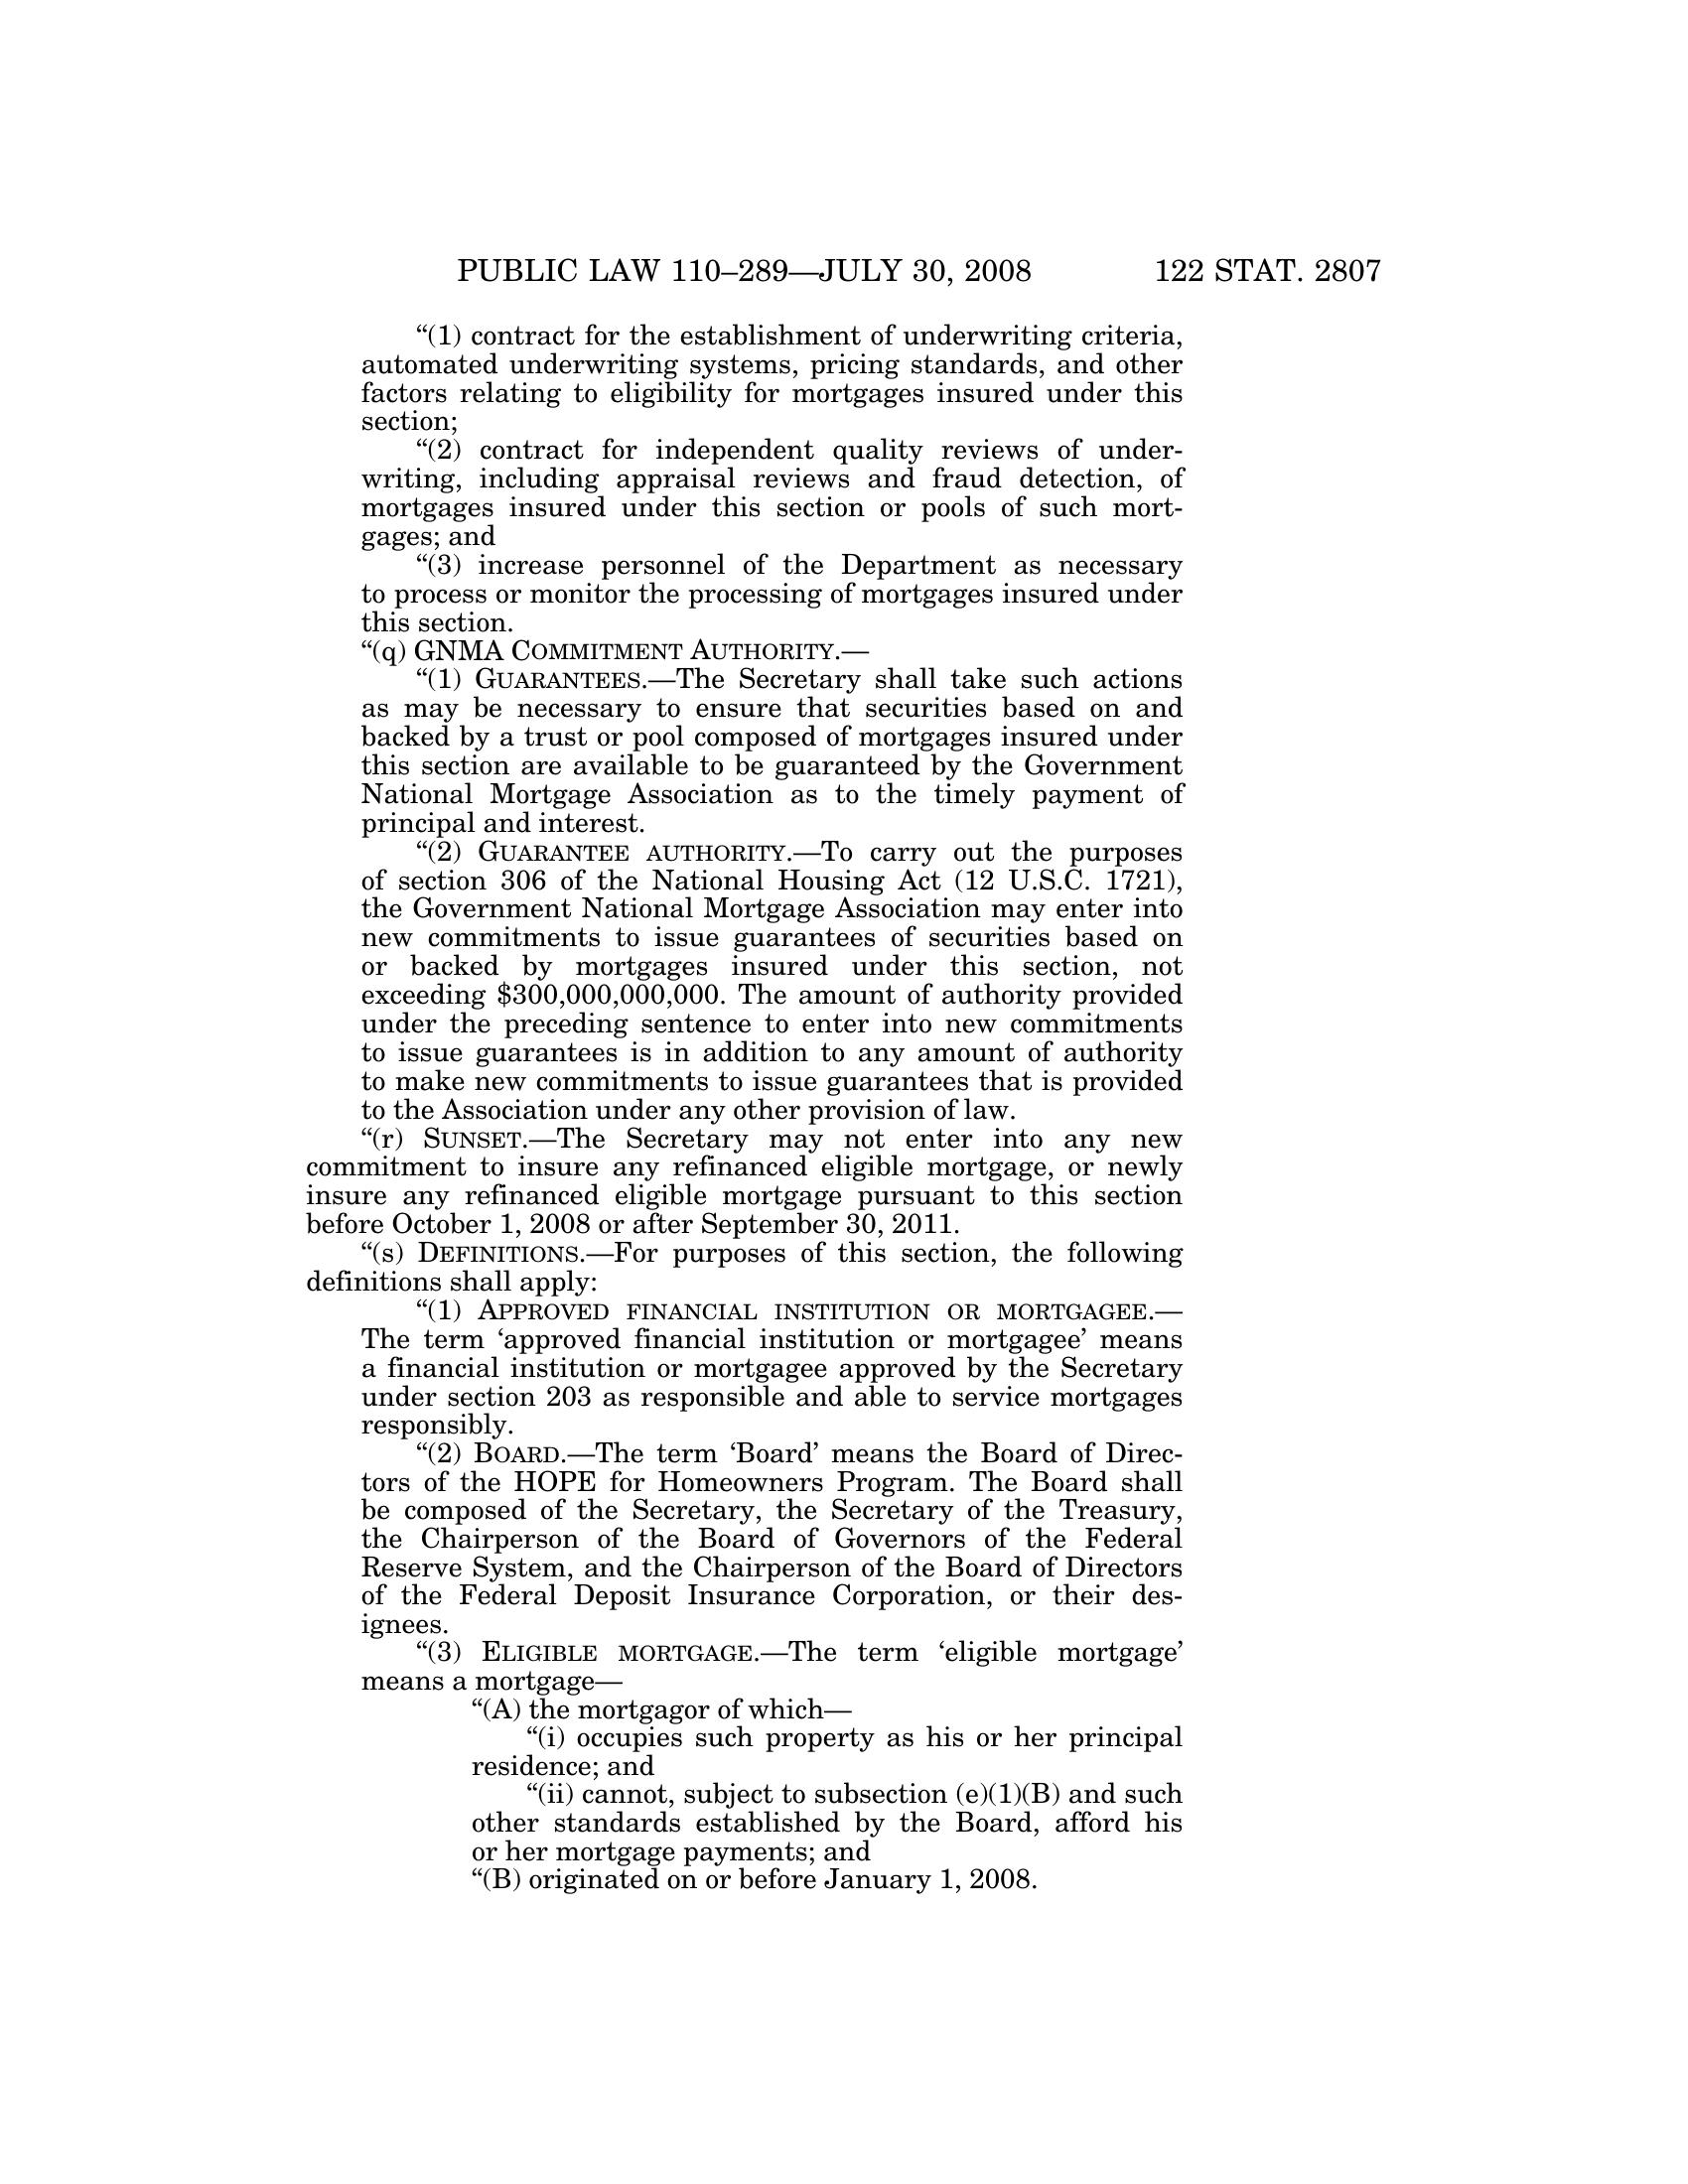 PUBLIC LAW 110–289—JULY 30, 2008 122 STAT. 2807
“(1) contract for the establishment of underwriting criteria,
automated underwriting systems, pricing standards, and other
factors relating to eligibility for mortgages insured under this
section;
“(2) contract for independent quality reviews of under-
writing, including appraisal reviews and fraud detection, of
mortgages insured under this section or pools of such mort-
gages; and
“(3) increase personnel of the Department as necessary
to process or monitor the processing of mortgages insured under
this section.
“(q) GNMA COMMITMENT AUTHORITY.—
“(1) GUARANTEES.—The Secretary shall take such actions
as may be necessary to ensure that securities based on and
backed by a trust or pool composed of mortgages insured under
this section are available to be guaranteed by the Government
National Mortgage Association as to the timely payment of
principal and interest.
“(2) GUARANTEE AUTHORITY.—To carry out the purposes
of section 306 of the National Housing Act (12 U.S.C. 1721),
the Government National Mortgage Association may enter into
new commitments to issue guarantees of securities based on
or backed by mortgages insured under this section, not
exceeding $300,000,000,000. The amount of authority provided
under the preceding sentence to enter into new commitments
to issue guarantees is in addition to any amount of authority
to make new commitments to issue guarantees that is provided
to the Association under any other provision of law.
“(r) SUNSET.—The Secretary may not enter into any new
commitment to insure any refinanced eligible mortgage, or newly
insure any refinanced eligible mortgage pursuant to this section
before October 1, 2008 or after September 30, 2011.
“(s) DEFINITIONS.—For purposes of this section, the following
definitions shall apply:
“(1) APPROVED FINANCIAL INSTITUTION OR MORTGAGEE.—
The term ‘approved financial institution or mortgagee’ means
a financial institution or mortgagee approved by the Secretary
under section 203 as responsible and able to service mortgages
responsibly.
“(2) BOARD.—The term ‘Board’ means the Board of Direc-
tors of the HOPE for Homeowners Program. The Board shall
be composed of the Secretary, the Secretary of the Treasury,
the Chairperson of the Board of Governors of the Federal
Reserve System, and the Chairperson of the Board of Directors
of the Federal Deposit Insurance Corporation, or their des-
ignees.
“(3) ELIGIBLE MORTGAGE.—The term ‘eligible mortgage’
means a mortgage—
“(A) the mortgagor of which—
“(i) occupies such property as his or her principal
residence; and
“(ii) cannot, subject to subsection (e)(1)(B) and such
other standards established by the Board, afford his
or her mortgage payments; and
“(B) originated on or before January 1, 2008.